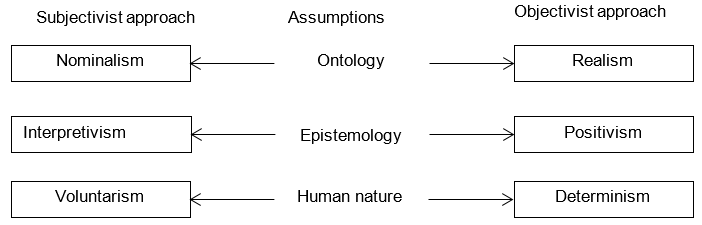 Subjectivist approach Assumptions Objectivist approach
Nominalism Ontology Realism
Interpretivism Epistemology Positivism
Voluntarism Human nature Determinism